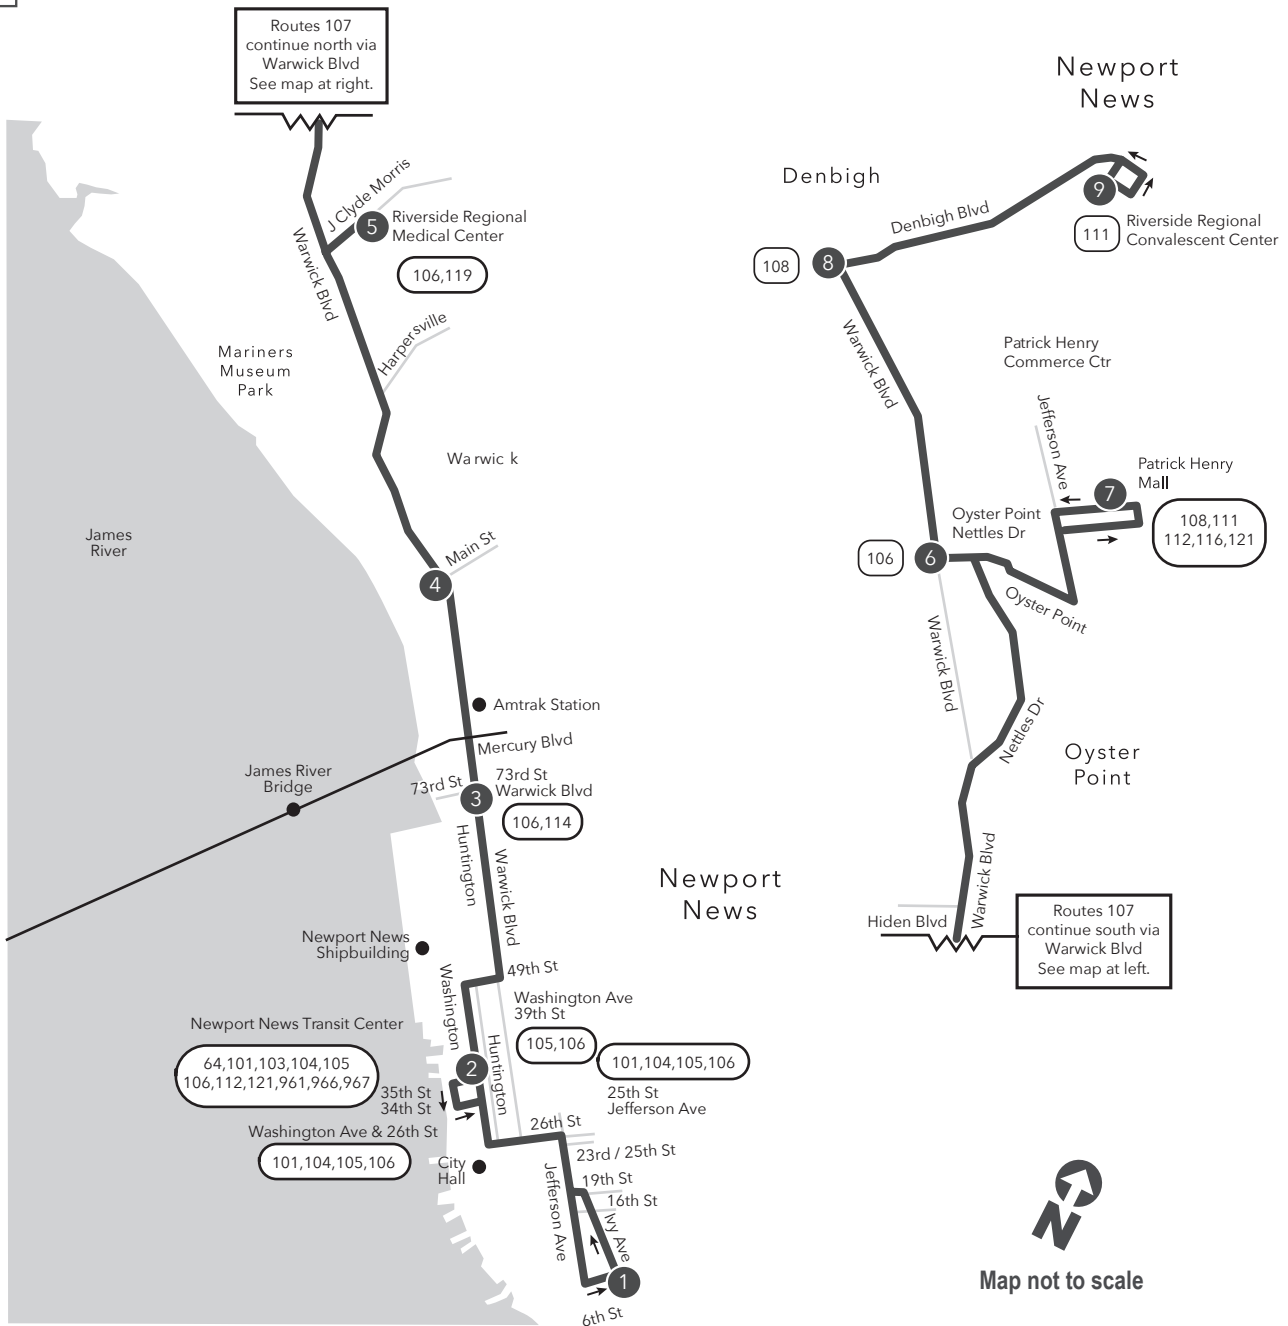 Routes 107
continue north via
Warwick Blvd
See map at right.
J Clyde Morris
5
Riverside Regional
Medical Center
106,119
Warwick Blvd
Harpersville
Mariners
Museum
Park
Warwick
James
River
Main St
4
Amtrak Station
Mercury Blvd
James River
Bridge
73rd St
3
73rd St
Warwick Blvd
106,114
Huntington
Warwick Blvd
Newport
News
Newport News
Shipbuilding
49th St
Washington
Washington Ave
39th St
105,106
Newport News Transit Center
64,101,103,104,105
106,112,121,961,966,967
2
Huntington
101,104,105,106
25th St
Jefferson Ave
35th St
34th St
Washington Ave & 26th St
101,104,105,106
26th St
City
Hall
23rd / 25th St
19th St
16th St
Jefferson Ave
Ivy Ave
1
6th St
Newport
News
Denbigh
9
Denbigh Blvd
111
Riverside Regional
Convalescent Center
108
8
Warwick Blvd
Patrick Henry
Commerce Ctr
Jefferson Ave
Patrick Henry
Mall
7
108,111
112,116,121
Oyster Point
Nettles Dr
106
6
Oyster Point
Warwick Blvd
Nettles Dr
Oyster
Point
Warwick Blvd
Hiden Blvd
Routes 107
continue south via
Warwick Blvd
See map at left.
N
Map not to scale